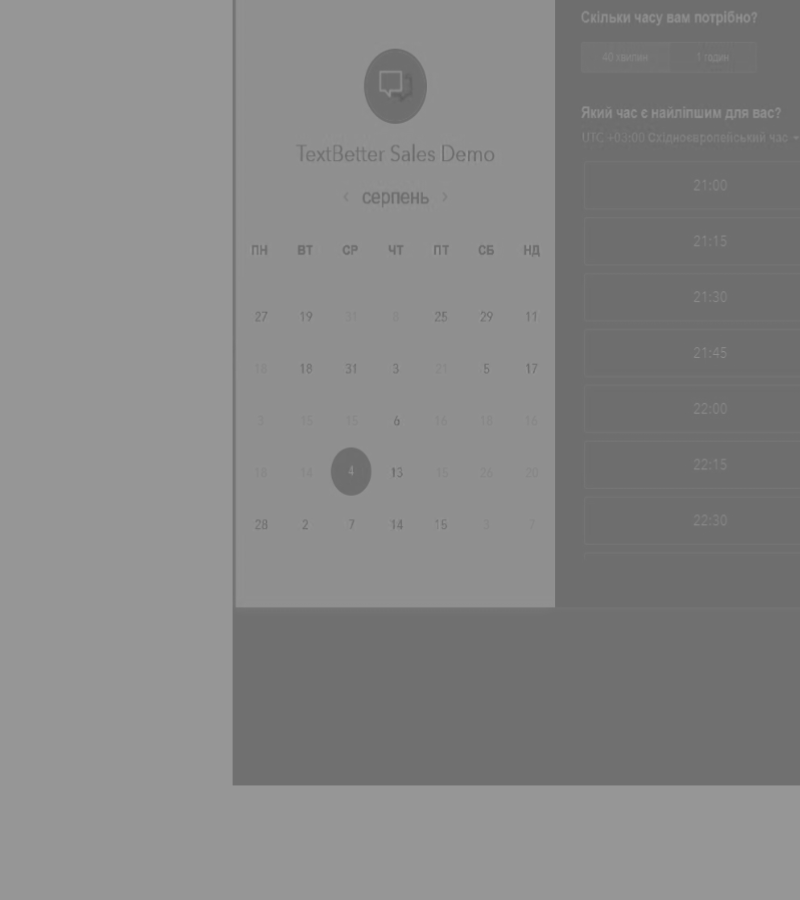 TextBetter Sales Demo
‹ серпень ›
ПН ВТ СР ЧТ ПТ СБ НД
27 19 31 8 25 29 11
18 18 31 3 21 5 17
5 15 15 6 16 18 16
18 14 4 13 15 26 20
28 2 7 14 15 3 7
Скільки часу вам потрібно?
40 хвилин 1 годин
Який час є найліпшим для вас?
UTC +03:00 Східноєвропейський час
21:00
21:15
21:30
21:45
22:00
22:15
22:30